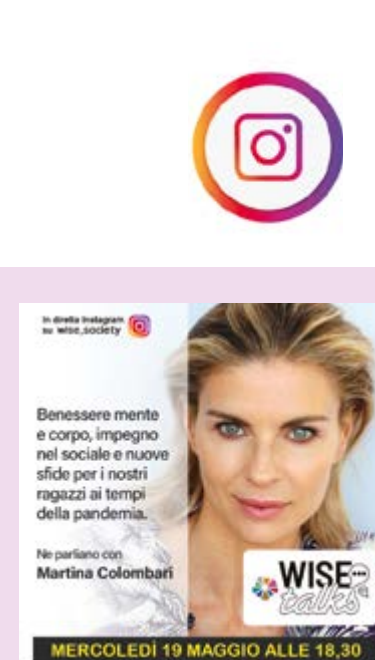 In diretta Instagram
su wise_society
Benessere mente
e corpo, impegno
nel sociale e nuove
sfide per i nostri
ragazzi ai tempi
della pandemia.
Ne parliamo con
Martina Colombari
WISE
talks
MERCOLEDÌ 19 MAGGIO ALLE 18,30